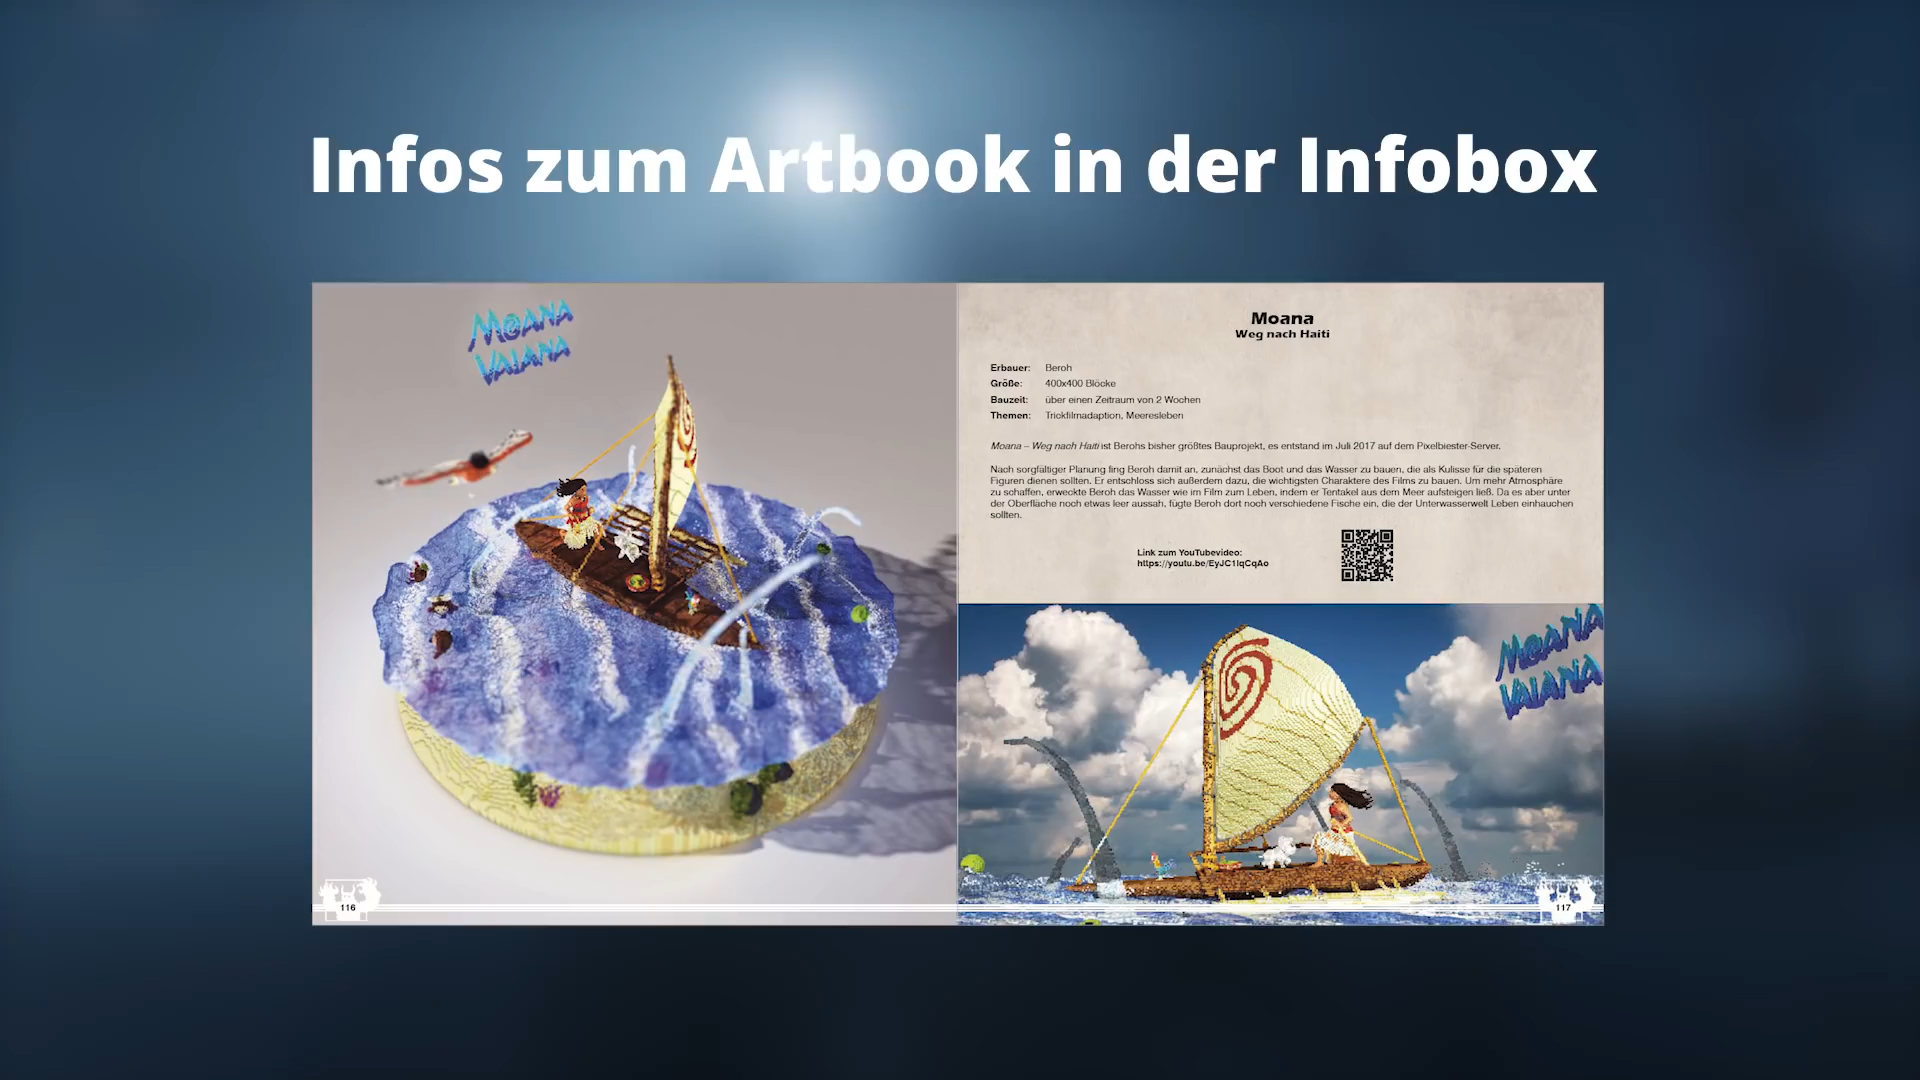 Infos zum Artbook in der Infobox
MOANA
VAIANA
116
Moana
Weg nach Haiti
Erbauer: Beroh
Größe: 400x400 Blöcke
Bauzeit: über einen Zeitraum von 2 Wochen
Themen: Trickfilmadaption, Meeresleben
Moana – Weg nach Haiti ist Berohs bisher größtes Bauprojekt, es entstand im Juli 2017 auf dem Pixelbiester-Server.
Nach sorgfältiger Planung fing Beroh damit an, zunächst das Boot und das Wasser zu bauen, die als Kulisse für die späteren
Figuren dienen sollten. Er entschloss sich außerdem dazu, die wichtigsten Charaktere des Films zu bauen. Um mehr Atmosphäre
zu schaffen, erweckte Beroh das Wasser wie im Film zum Leben, indem er Tentakel aus dem Meer aufsteigen ließ. Da es aber unter
der Oberfläche noch etwas leer aussah, fügte Beroh dort noch verschiedene Fische ein, die der Unterwasserwelt Leben einhauchen
sollten.
Link zum YouTubevideo:
https://youtu.be/EyJC1IqCqAo
MOANA
VAIANA
117